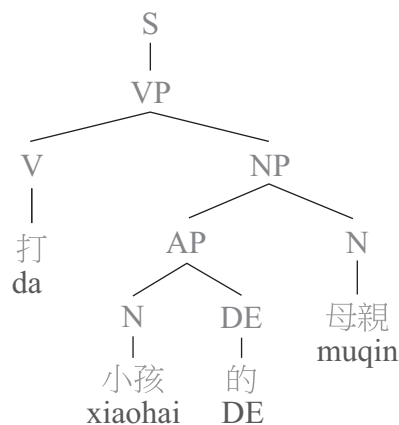 S
VP
V NP
打 AP N
da
N DE 母親
muqin
小孩 的
xiaohai DE